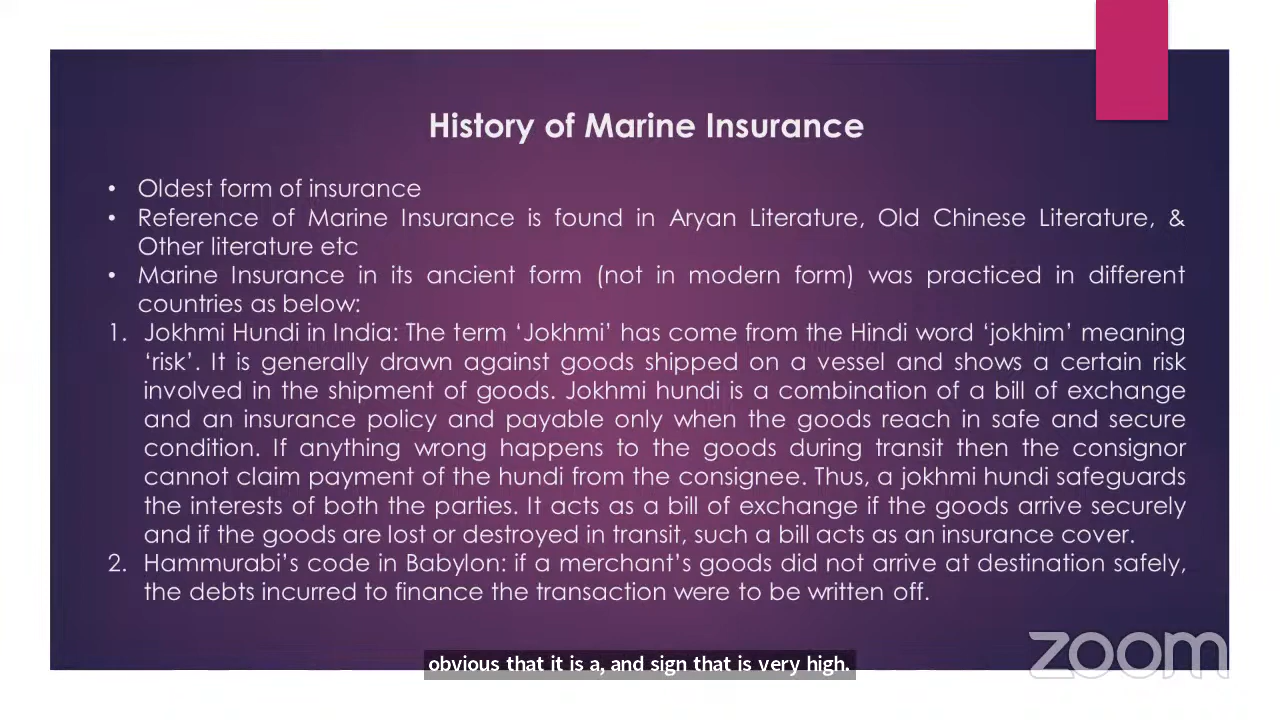 History of Marine Insurance
• Oldest form of insurance
• Reference of Marine Insurance is found in Aryan Literature, Old Chinese Literature, &
Other literature etc
• Marine Insurance in its ancient form (not in modern form) was practiced in different
countries as below:
1. Jokhmi Hundi in India: The term ‘Jokhmi’ has come from the Hindi word ‘jokhim’ meaning
‘risk’. It is generally drawn against goods shipped on a vessel and shows a certain risk
involved in the shipment of goods. Jokhmi hundi is a combination of a bill of exchange
and an insurance policy and payable only when the goods reach in safe and secure
condition. If anything wrong happens to the goods during transit then the consignor
cannot claim payment of the hundi from the consignee. Thus, a jokhmi hundi safeguards
the interests of both the parties. It acts as a bill of exchange if the goods arrive securely
and if the goods are lost or destroyed in transit, such a bill acts as an insurance cover.
2. Hammurabi’s code in Babylon: if a merchant’s goods did not arrive at destination safely,
the debts incurred to finance the transaction were to be written off.
zoom
obvious that it is a, and sign that is very high.